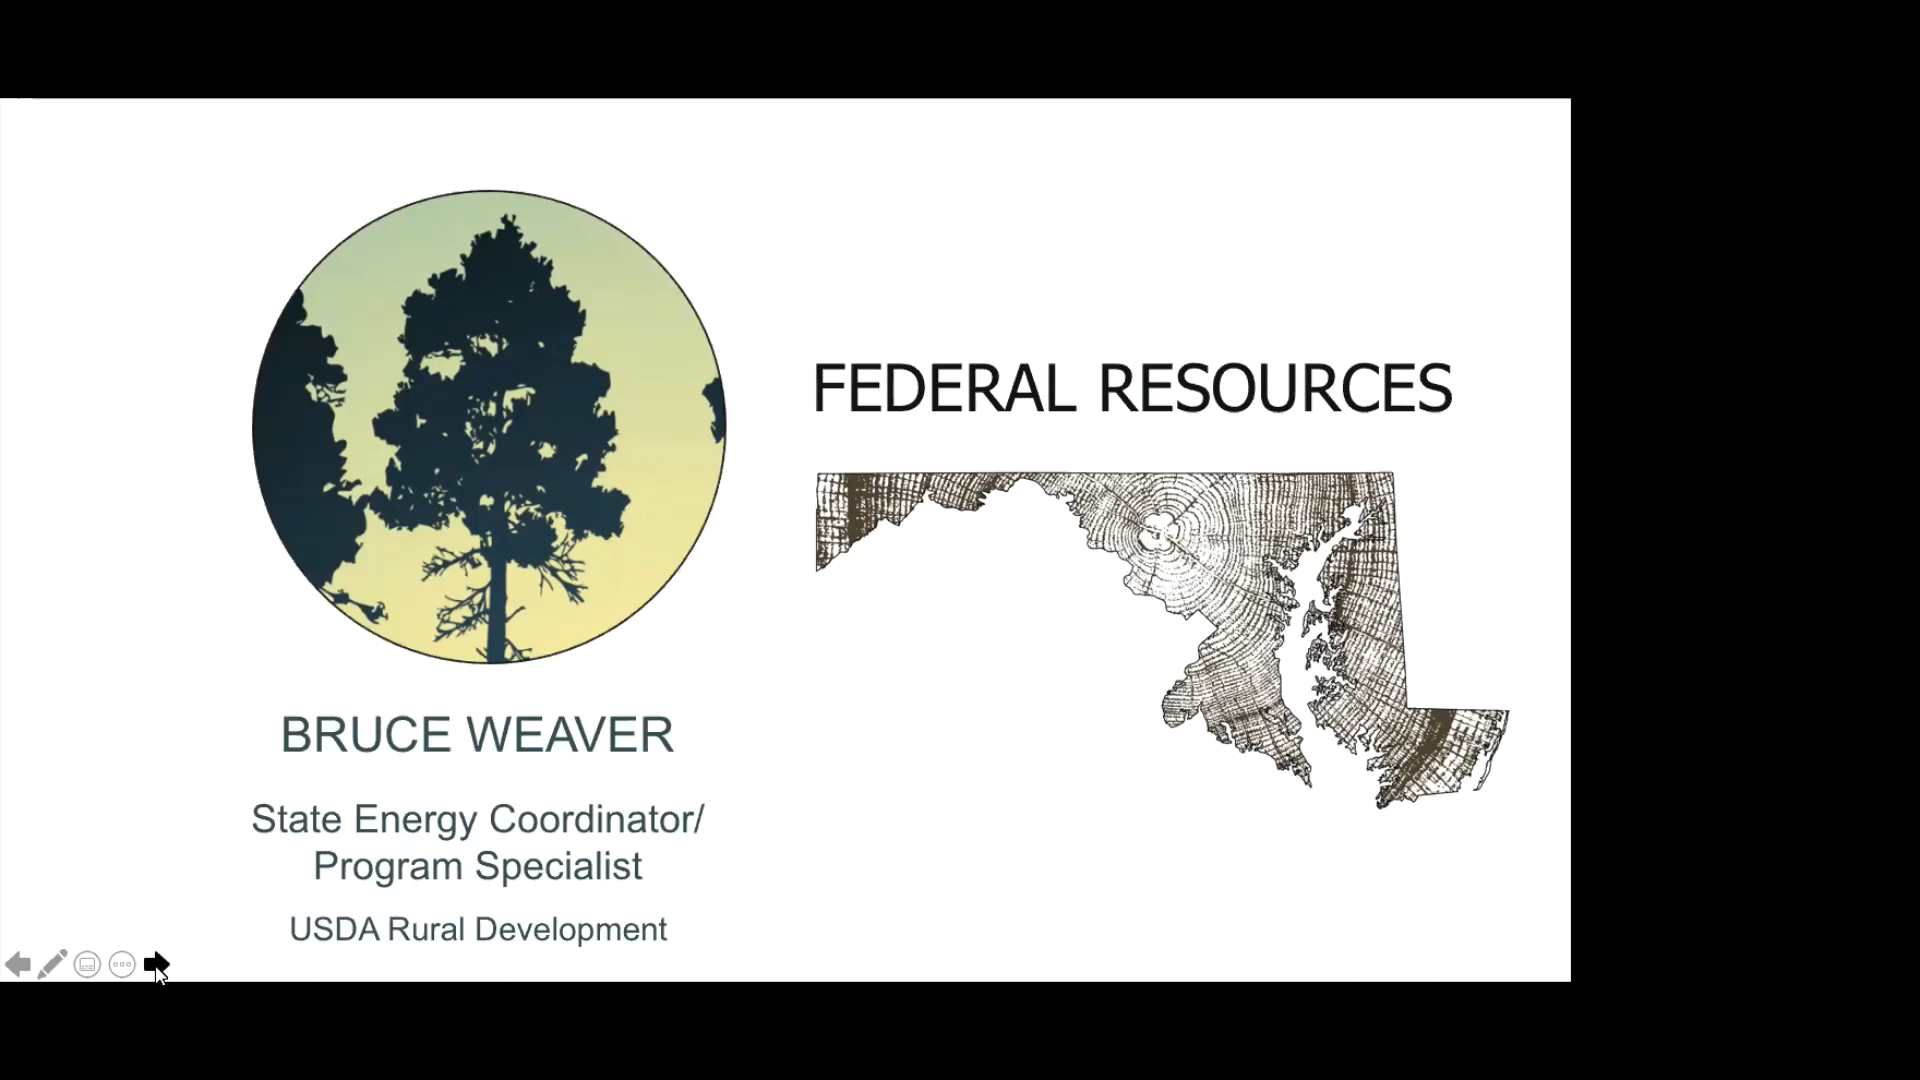 FEDERAL RESOURCES
BRUCE WEAVER
State Energy Coordinator/
Program Specialist
USDA Rural Development